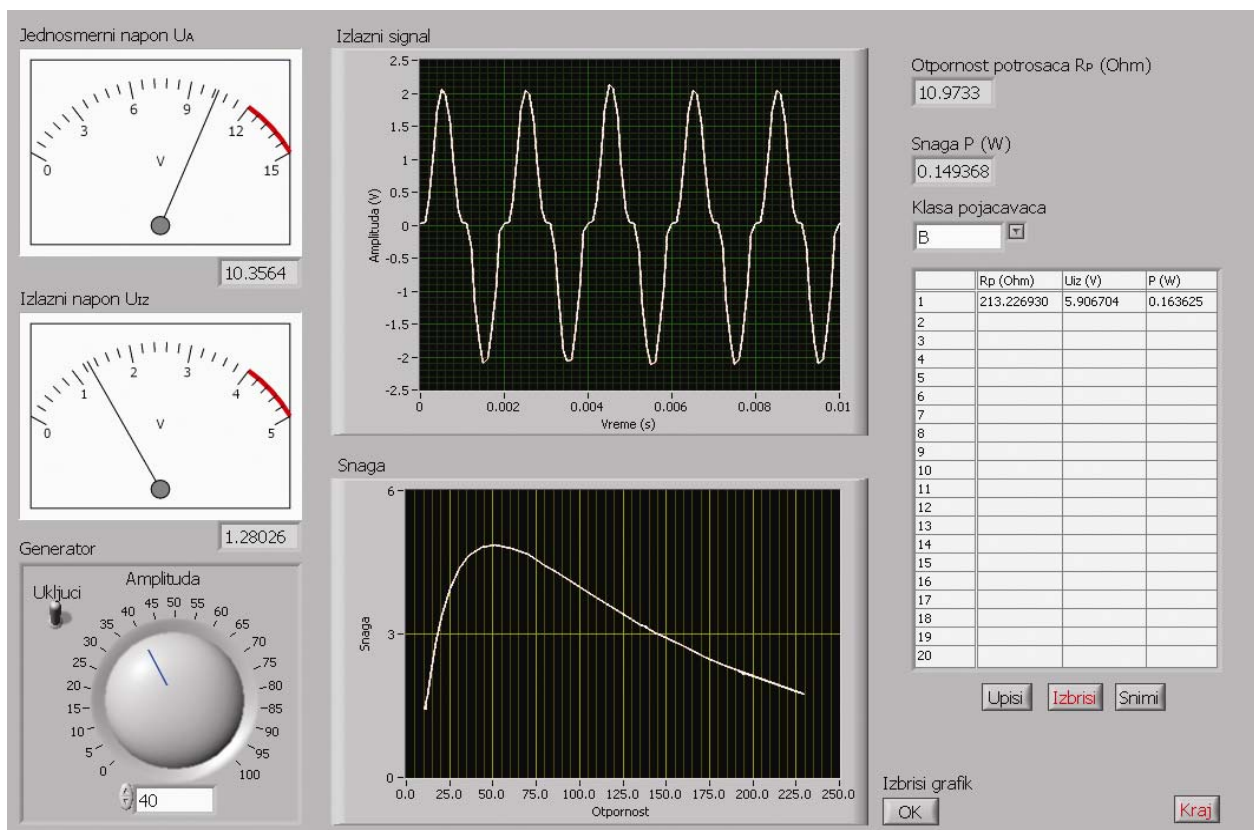 Jednosmerni napon UA
0 3 6 9 12 15
V
10.3564
Izlazni napon UIZ
0 1 2 3 4 5
V
1.28026
Generator
Ukljuci
Amplituda
0 5 10 15 20 25 30 35 40 45 50 55 60 65 70 75 80 85 90 95 100
40
Izlazni signal
Amplituda (V)
2.5
2
1.5
1
0.5
0
-0.5
-1
-1.5
-2
-2.5
0 0.002 0.004 0.006 0.008 0.01
Vreme (s)
Snaga
Snaga
6
3
0
0.0 25.0 50.0 75.0 100.0 125.0 150.0 175.0 200.0 225.0 250.0
Otpornost
Otpornost potrosaca RP (Ohm)
10.9733
Snaga P (W)
0.149368
Klasa pojacavaca
B
Rp (Ohm) Uiz (V) P (W)
1 213.226930 5.906704 0.163625
2
3
4
5
6
7
8
9
10
11
12
13
14
15
16
17
18
19
20
Upisi Izbrisi Snimi
Izbrisi grafik
OK
Kraj